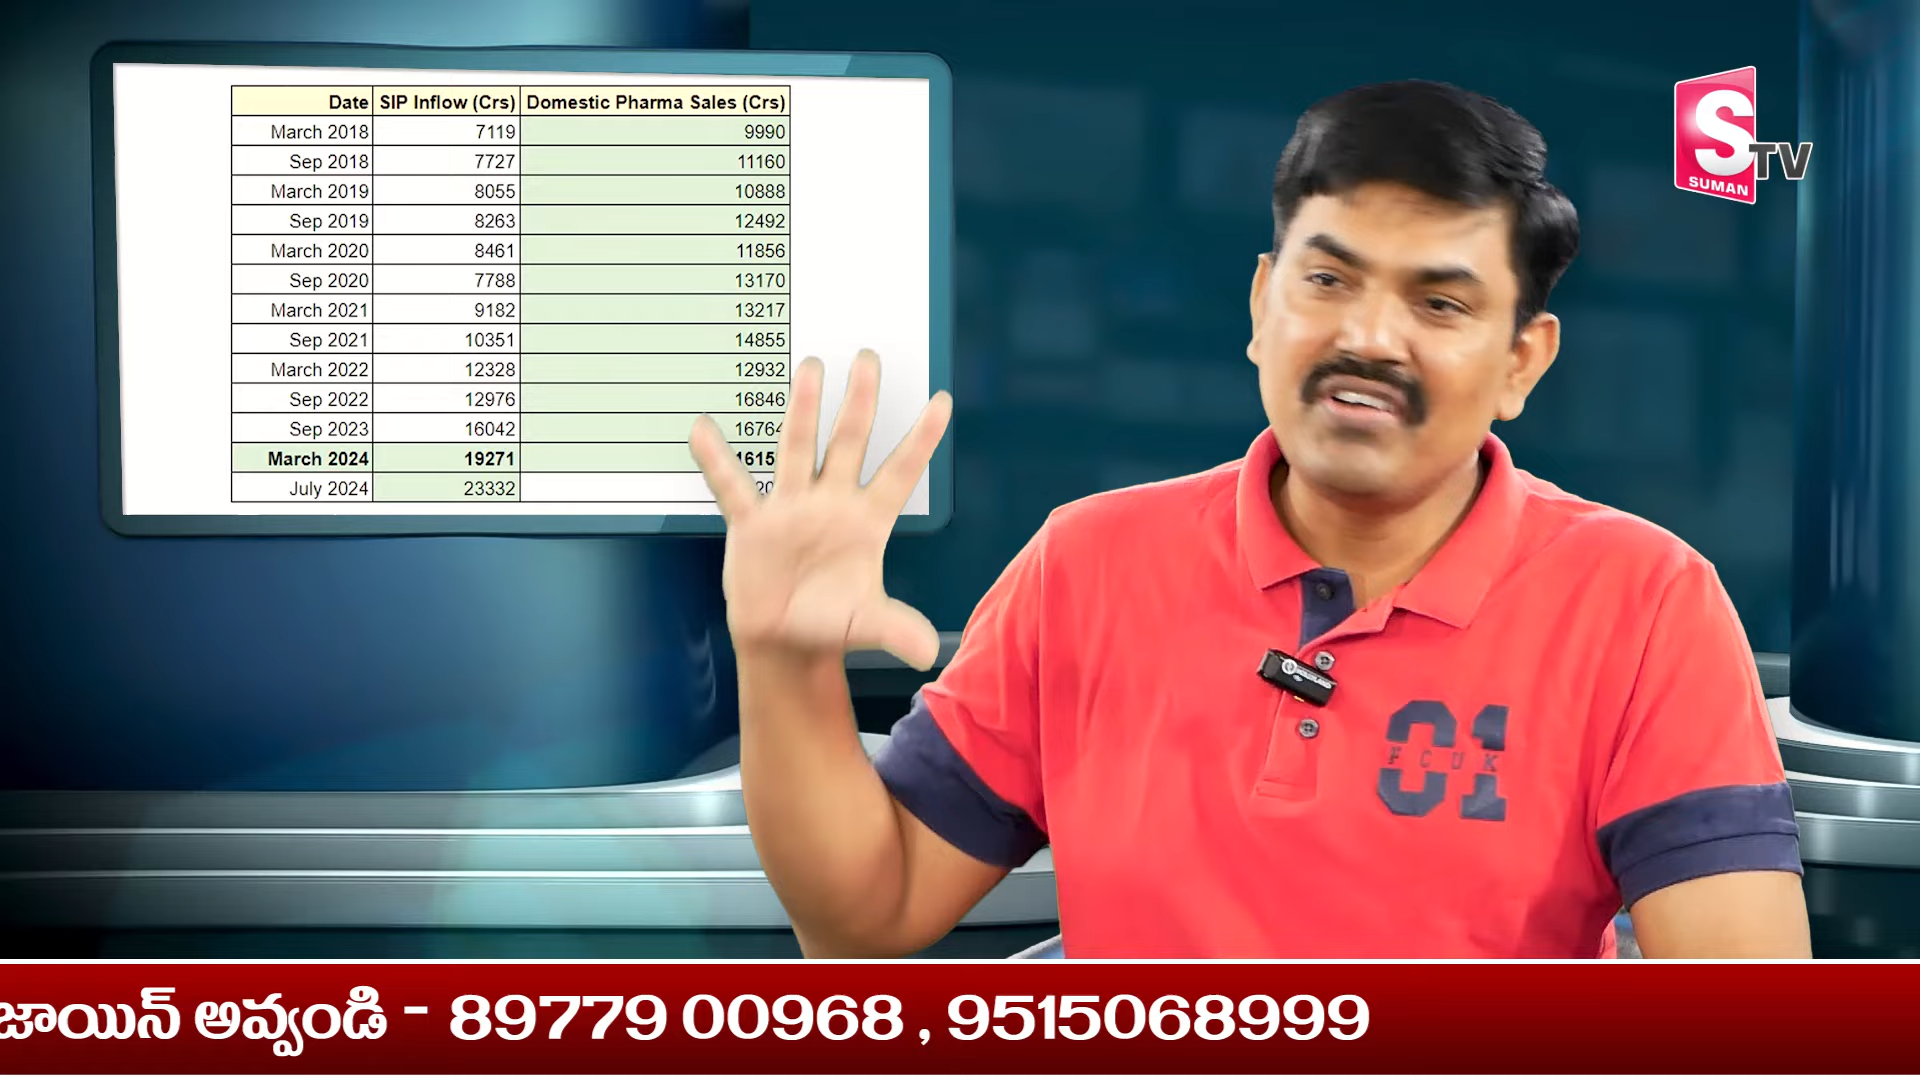 Date SIP Inflow (Crs) Domestic Pharma Sales (Crs)
March 2018 7119 9990
Sep 2018 7727 11160
March 2019 8055 10888
Sep 2019 8263 12492
March 2020 8461 11856
Sep 2020 7788 13170
March 2021 9182 13217
Sep 2021 10351 14855
March 2022 12328 12932
Sep 2022 12976 16846
Sep 2023 16042 16764
March 2024 19271
July 2024 23332
S TV
SUMAN
01
FCUK
జాయిన్ అవ్వండి - 89779 00968 , 9515068999